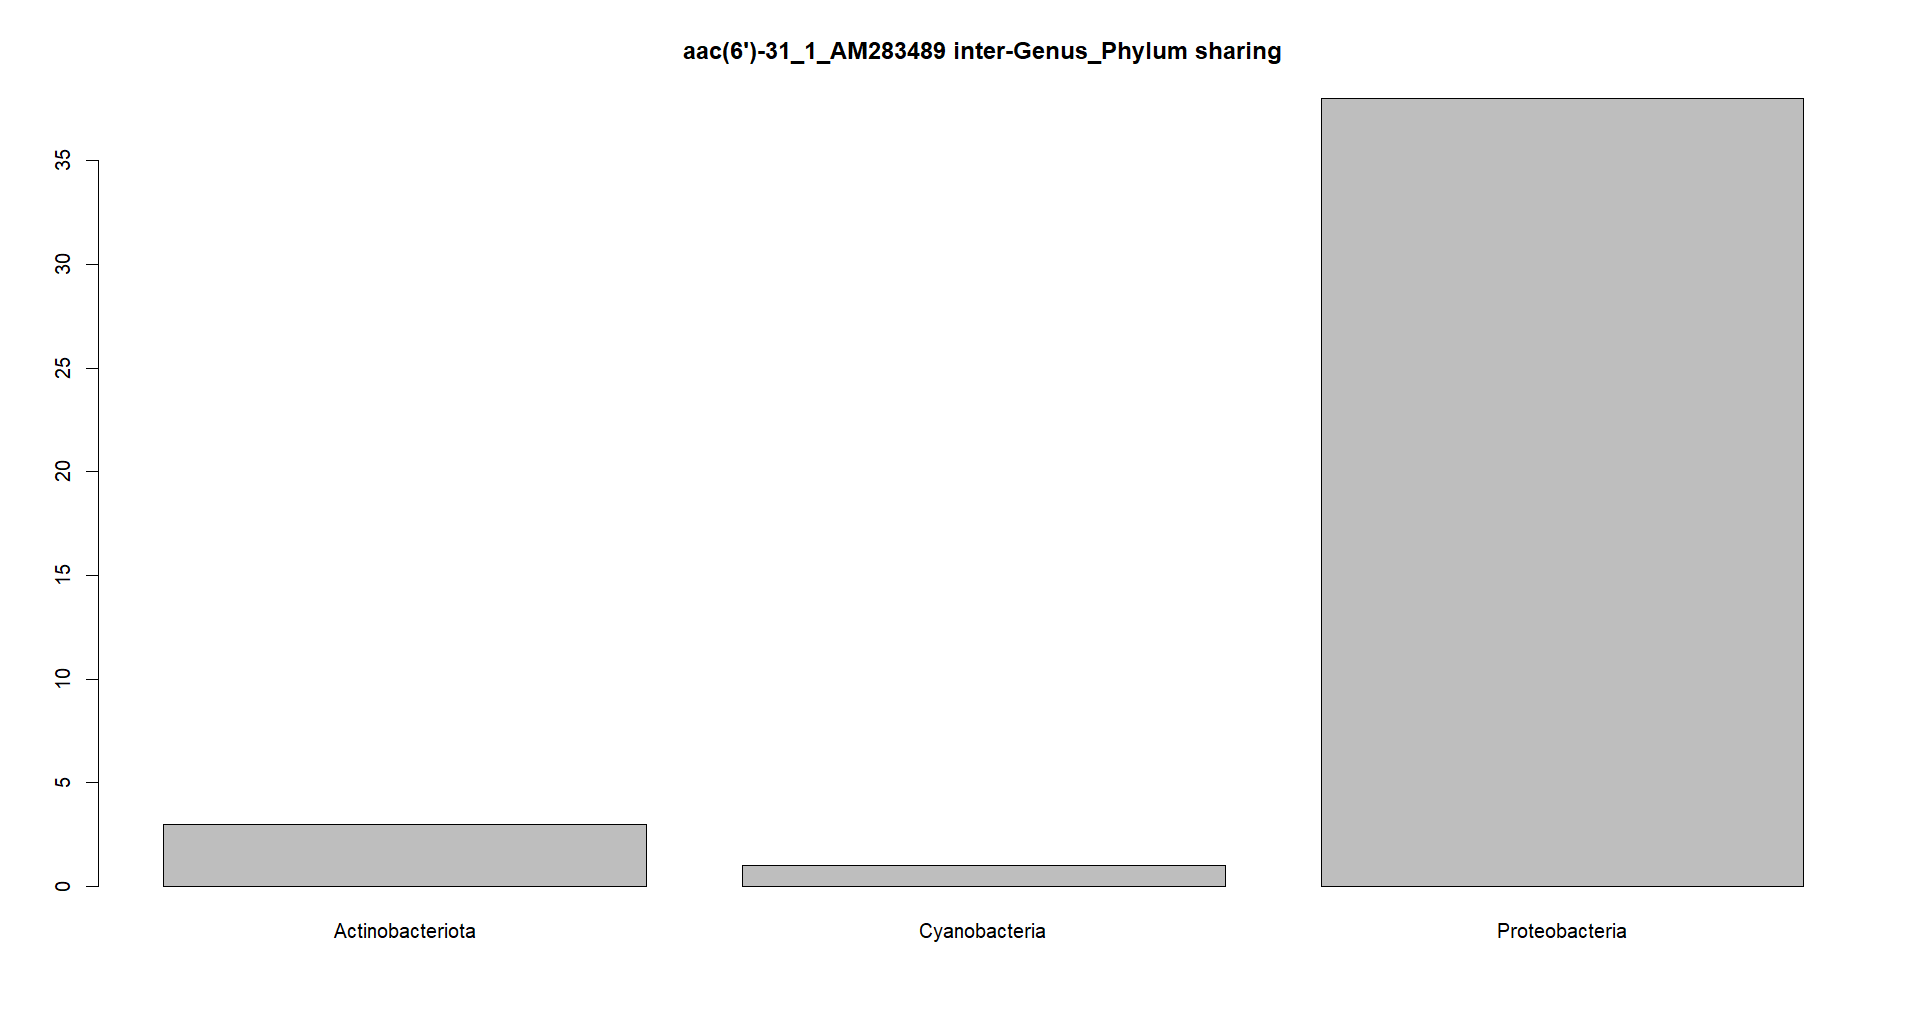 aac(6')-31_1_AM283489 inter-Genus_Phylum sharing
35
30
25
20
15
10
5
0
Actinobacteriota
Cyanobacteria
Proteobacteria